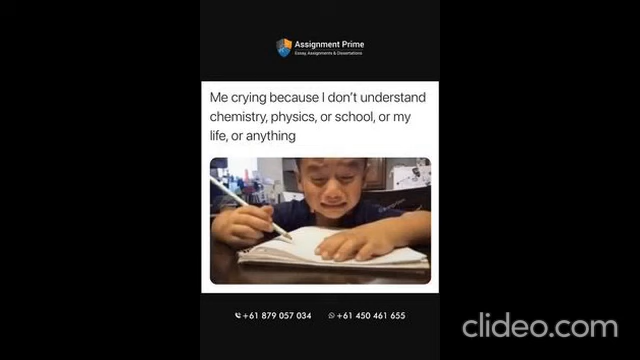 Assignment Prime
Essay, Assignments & Dissertations
Me crying because I don't understand
chemistry, physics, or school, or my
life, or anything
+61 879 057 034 +61 450 461 655
clideo.com